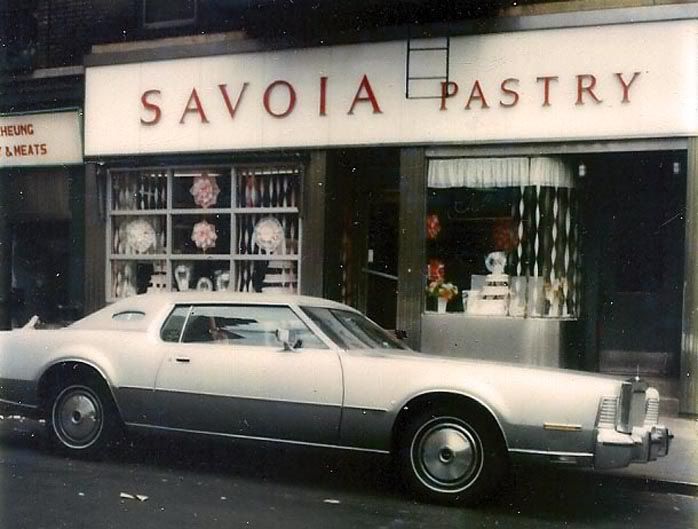 HEUNG
& MEATS
SAVOIA PASTRY